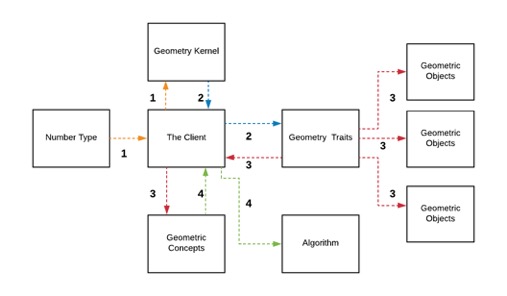 Geometry Kernel
Geometric
Objects
1
2
3
Number Type
The Client
Geometry Traits
Geometric
Objects
1
2
3
3
3
4
3
4
Geometric
Objects
Geometric
Concepts
Algorithm